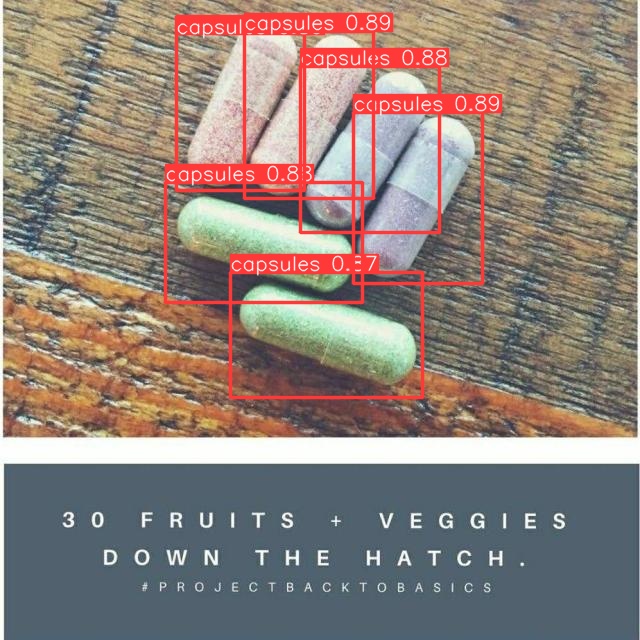 capsules 0.89
capsules 0.88
capsules 0.89
capsules 0.88
capsules 0.87
30 FRUITS + VEGGIES
DOWN THE HATCH.
#PROJECTBACKTOBASICS